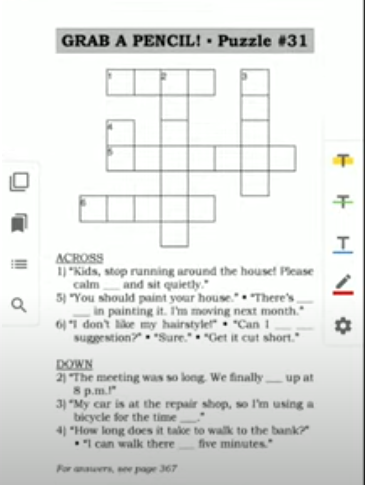 GRAB A PENCIL! • Puzzle #31
1 2 3
4
5
6
ACROSS
1) "Kids, stop running around the house! Please
calm ___ and sit quietly."
5) "You should paint your house." • "There's ___
___ in painting it. I'm moving next month."
6) "I don't like my hairstyle!" • "Can I ___ ___
suggestion?" • "Sure." • "Get it cut short."
DOWN
2) "The meeting was so long. We finally ___ up at
8 p.m.!"
3) "My car is at the repair shop, so I'm using a
bicycle for the time ___."
4) "How long does it take to walk to the bank?"
• "I can walk there ___ five minutes."
For answers, see page 367
T
T
T